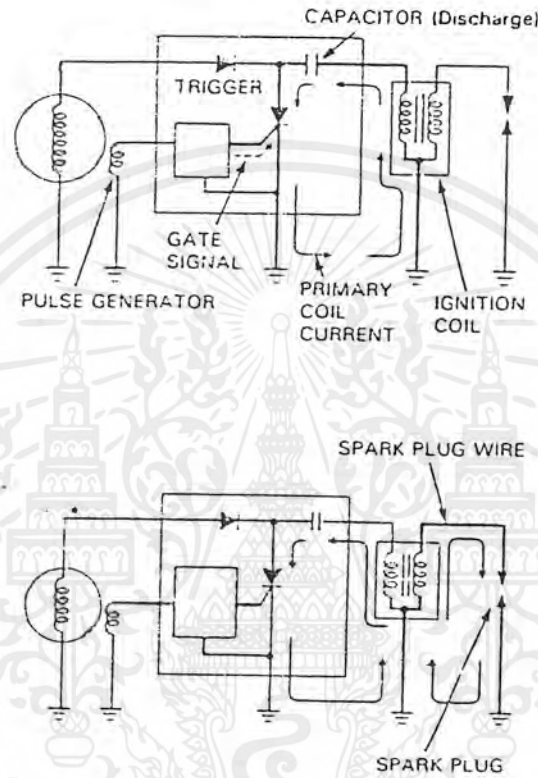 CAPACITOR (Discharge)
TRIGGER
GATE
SIGNAL
PULSE GENERATOR
PRIMARY
COIL
CURRENT
IGNITION
COIL
SPARK PLUG WIRE
SPARK PLUG